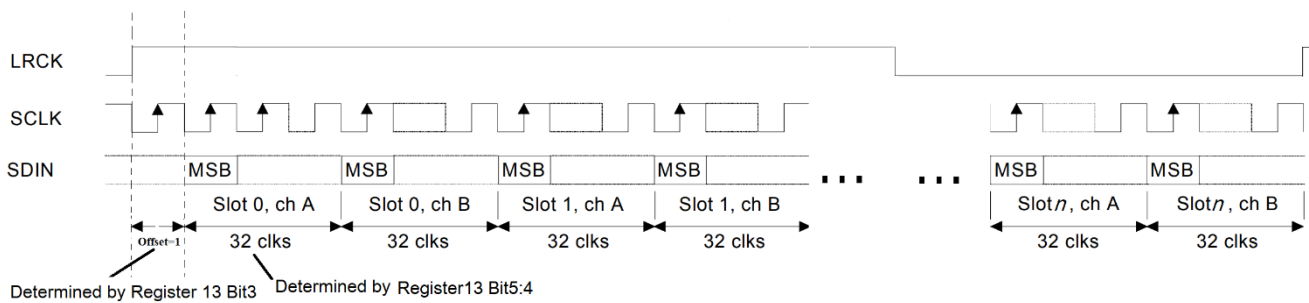 LRCK
SCLK
SDIN
MSB MSB MSB MSB ... ... MSB MSB
Slot 0, ch A Slot 0, ch B Slot 1, ch A Slot 1, ch B Slotn, ch A Slotn, ch B
Offset=1 32 clks 32 clks 32 clks 32 clks 32 clks 32 clks
Determined by Register 13 Bit3 Determined by Register13 Bit5:4